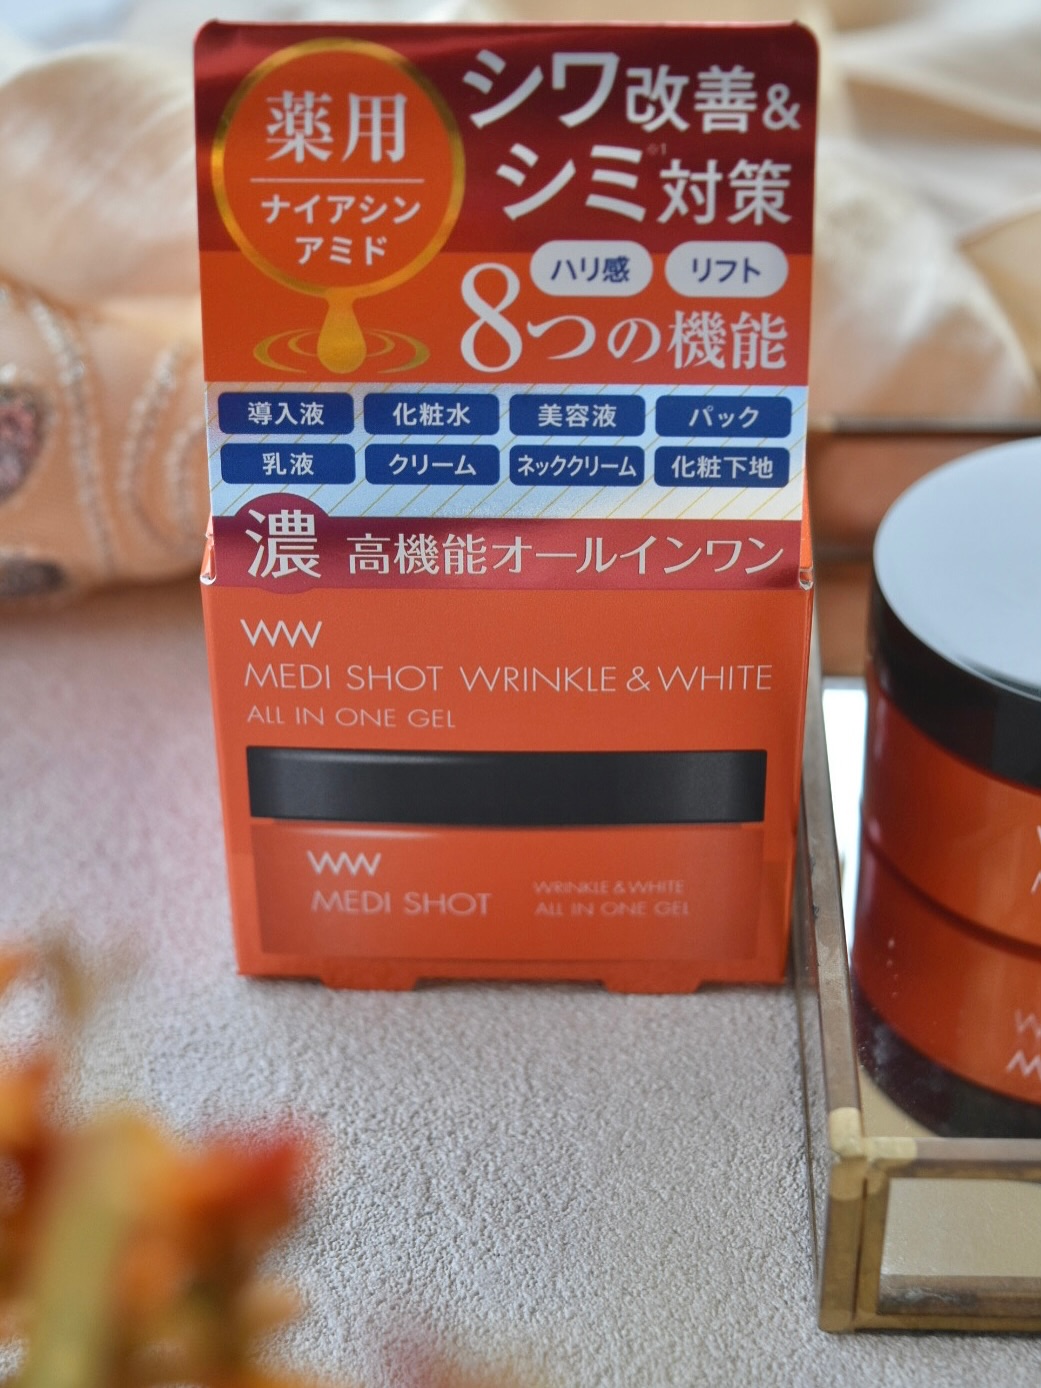 薬用
ナイアシン
アミド
シワ改善&
シミ※1対策
ハリ感 リフト
8つの機能
導入液 化粧水 美容液 パック
乳液 クリーム ネッククリーム 化粧下地
濃 高機能オールインワン
WW
MEDI SHOT WRINKLE & WHITE
ALL IN ONE GEL
WW
MEDI SHOT
WRINKLE & WHITE
ALL IN ONE GEL